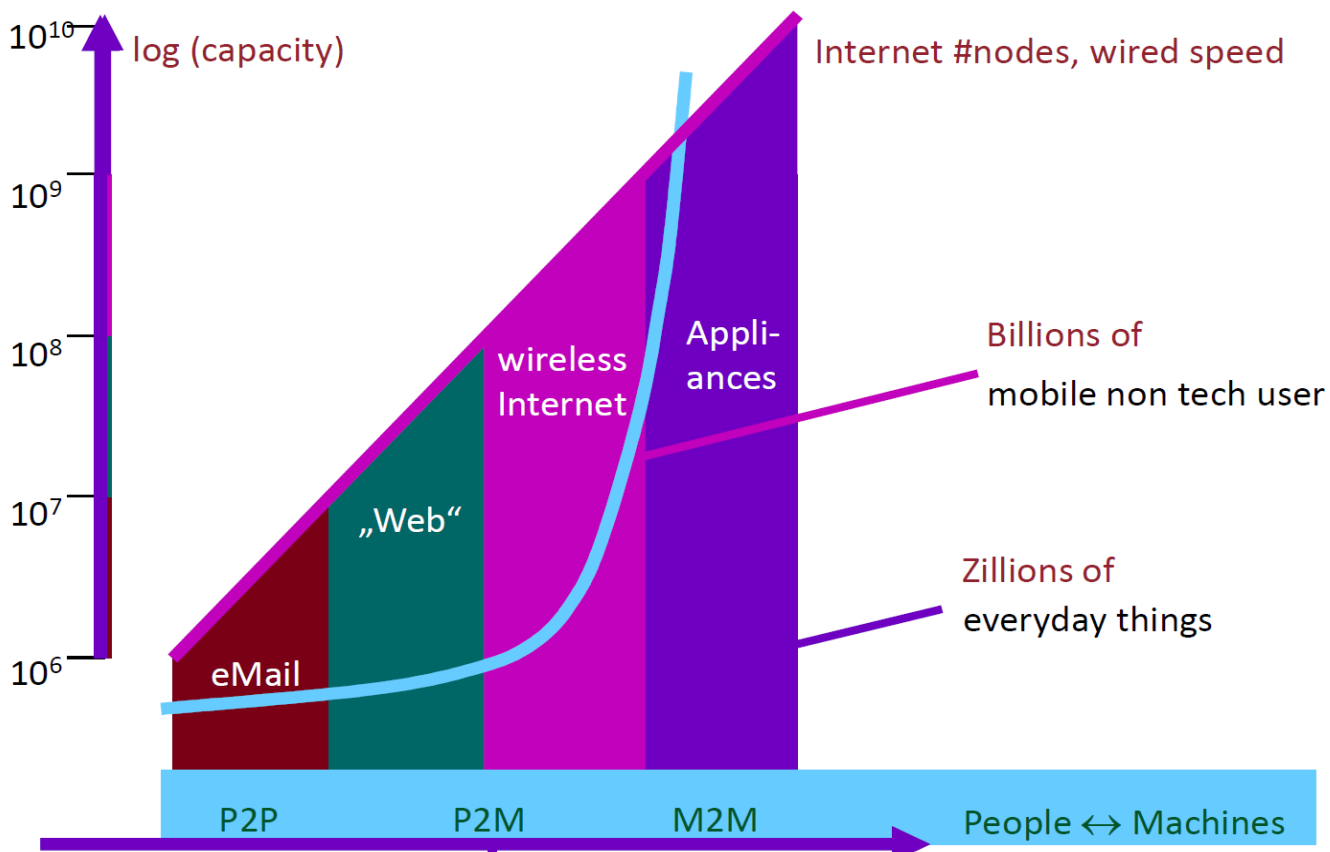 10¹⁰
log (capacity)
Internet #nodes, wired speed
10⁹
10⁸
wireless
Internet
Appli-
ances
Billions of
mobile non tech user
10⁷
„Web“
Zillions of
everyday things
10⁶
eMail
P2P P2M M2M People ↔ Machines